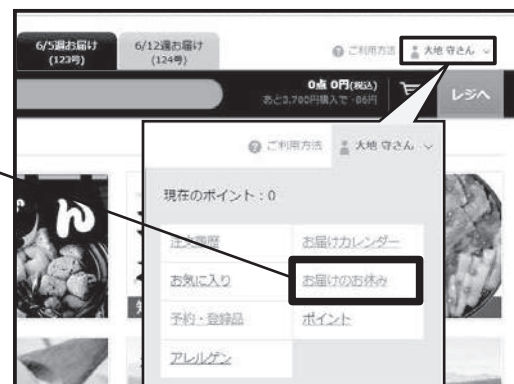 6/5週お届け
(123号)
6/12週お届け
(124号)
ご利用方法
大地 守さん
0点 0円(税込)
レジへ
ん
ご利用方法
大地 守さん
現在のポイント：0
注文履歴
お届けカレンダー
お気に入り
お届けのお休み
予約・登録品
ポイント
アレルゲン